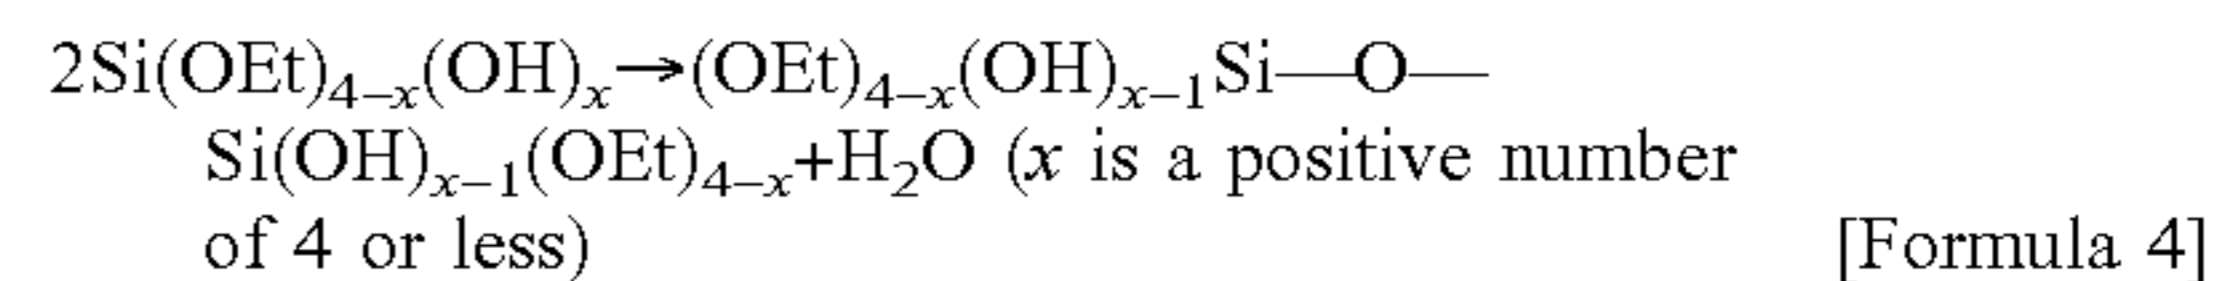 2Si(OEt)₄₋ₓ(OH)ₓ→(OEt)₄₋ₓ(OH)ₓ₋₁Si—O—
Si(OH)ₓ₋₁(OEt)₄₋ₓ+H₂O (x is a positive number
of 4 or less) [Formula 4]